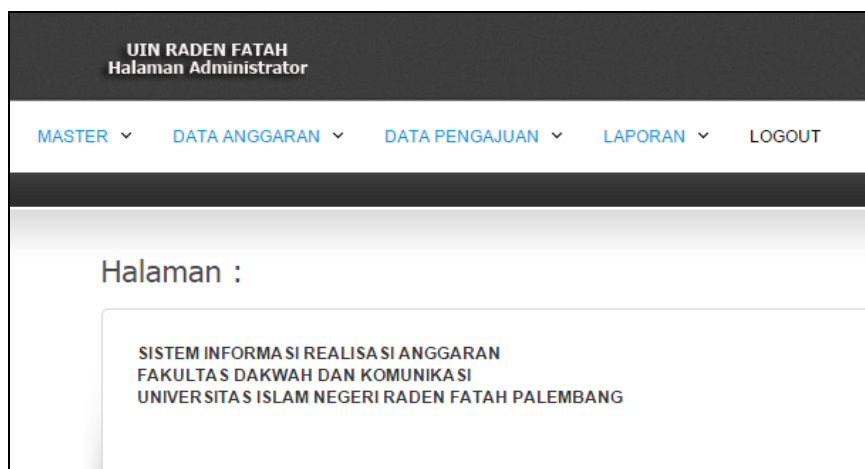 UIN RADEN FATAH
Halaman Administrator
MASTER DATA ANGGARAN DATA PENGAJUAN LAPORAN LOGOUT
Halaman :
SISTEM INFORMASI REALISASI ANGGARAN
FAKULTAS DAKWAH DAN KOMUNIKASI
UNIVERSITAS ISLAM NEGERI RADEN FATAH PALEMBANG